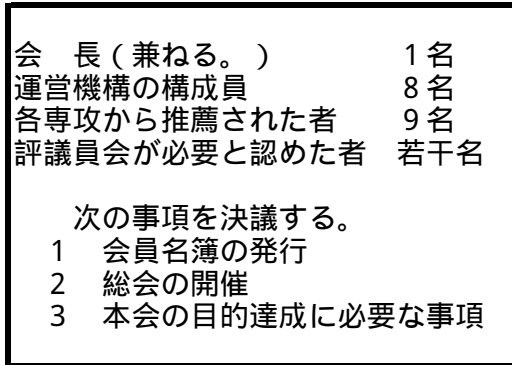 会　長（兼ねる。）　　　　1名
運営機構の構成員　　　　8名
各専攻から推薦された者　9名
評議員会が必要と認めた者　若干名
次の事項を決議する。
1　会員名簿の発行
2　総会の開催
3　本会の目的達成に必要な事項